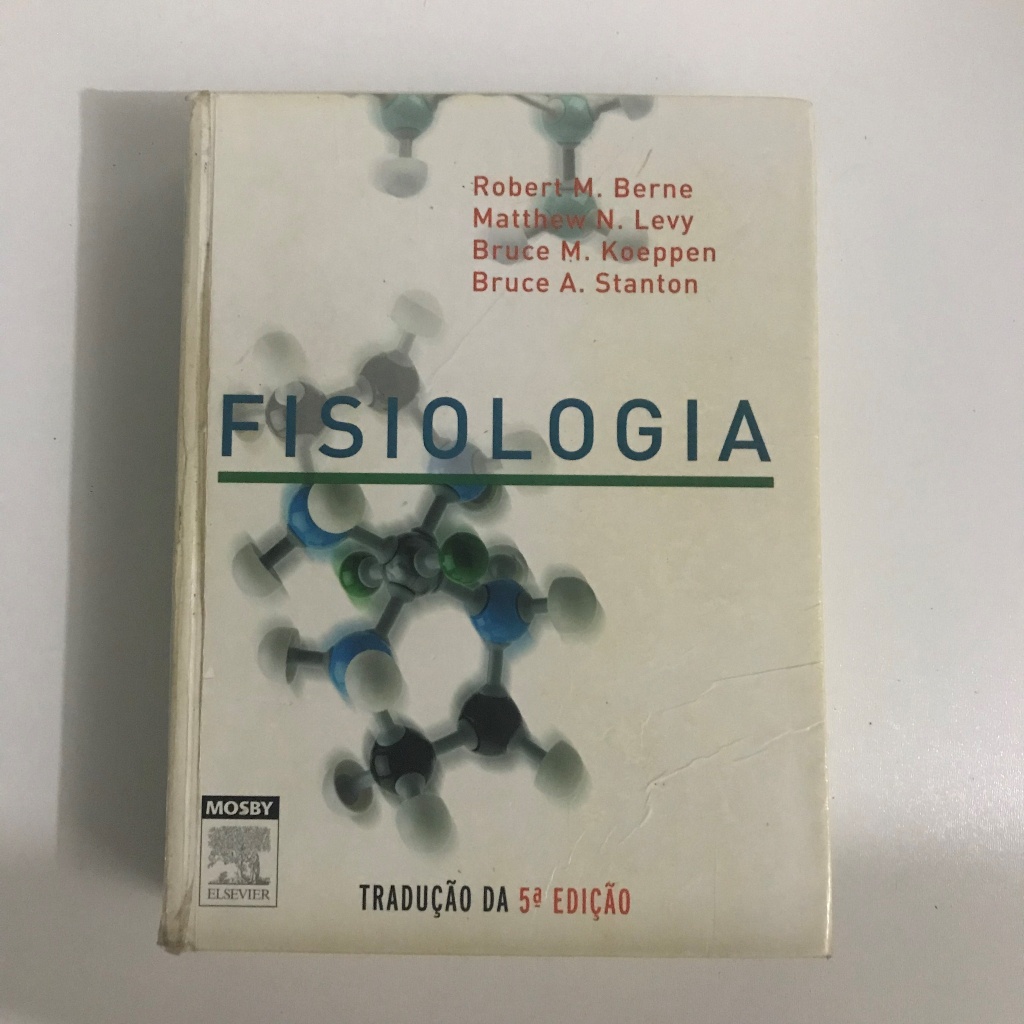 Robert M. Berne
Matthew N. Levy
Bruce M. Koeppen
Bruce A. Stanton
FISIOLOGIA
MOSBY
ELSEVIER
TRADUÇÃO DA 5ª EDIÇÃO